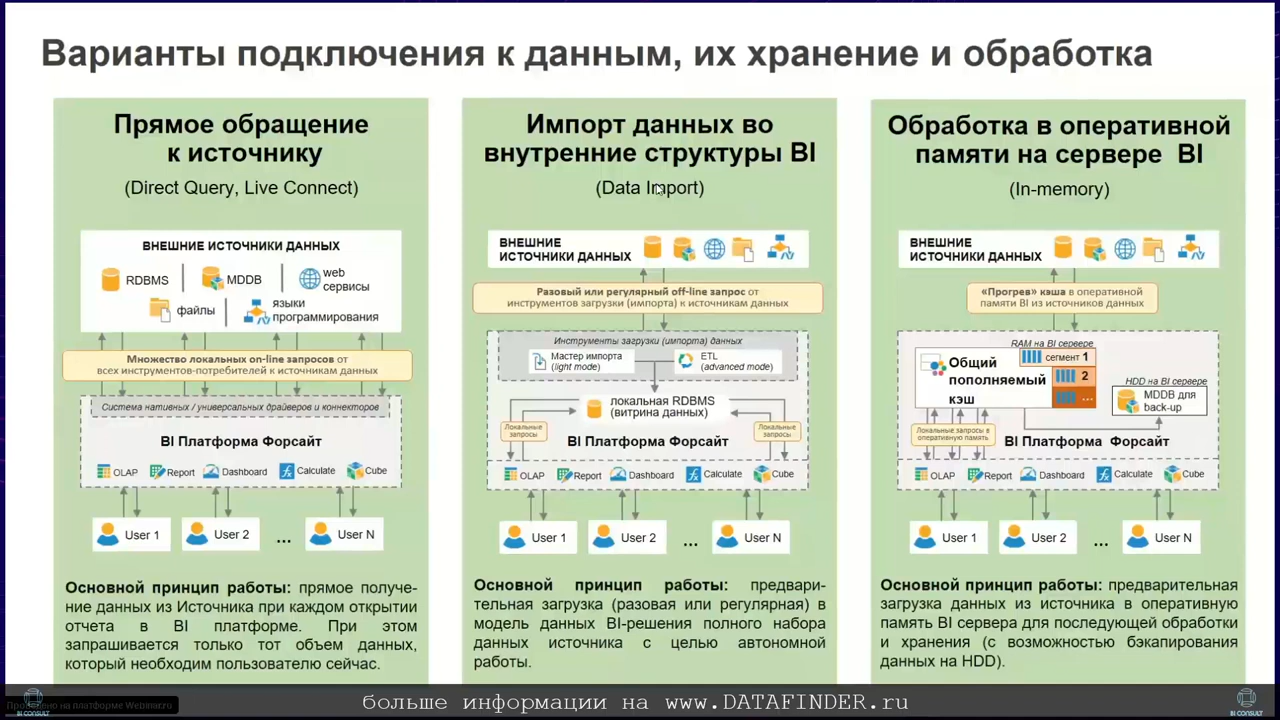 Варианты подключения к данным, их хранение и обработка
Прямое обращение
к источнику
(Direct Query, Live Connect)
ВНЕШНИЕ ИСТОЧНИКИ ДАННЫХ
RDBMS
MDDB
web
сервисы
файлы
языки
программирования
Множество локальных on-line запросов от
всех инструментов-потребителей к источникам данных
Система нативных / универсальных драйверов и коннекторов
BI Платформа Форсайт
OLAP
Report
Dashboard
Calculate
Cube
User 1
User 2
...
User N
Основной принцип работы: прямое получе-
ние данных из Источника при каждом открытии
отчета в BI платформе. При этом
запрашивается только тот объем данных,
который необходим пользователю сейчас.
Импорт данных во
внутренние структуры BI
(Data Import)
ВНЕШНИЕ
ИСТОЧНИКИ ДАННЫХ
Разовый или регулярный off-line запрос от
инструментов загрузки (импорта) к источникам данных
Инструменты загрузки (импорта) данных
Мастер импорта
(light mode)
ETL
(advanced mode)
локальная RDBMS
(витрина данных)
Локальные
запросы
Локальные
запросы
BI Платформа Форсайт
OLAP
Report
Dashboard
Calculate
Cube
User 1
User 2
...
User N
Основной принцип работы: предвари-
тельная загрузка (разовая или регулярная) в
модель данных BI-решения полного набора
данных источника с целью автономной
работы.
Обработка в оперативной
памяти на сервере BI
(In-memory)
ВНЕШНИЕ
ИСТОЧНИКИ ДАННЫХ
«Прогрев» кэша в оперативной
памяти BI из источников данных
RAM на BI сервере
Общий
пополняемый
кэш
сегмент 1
2
...
HDD на BI сервере
MDDB для
back-up
Локальные запросы в
оперативную память
BI Платформа Форсайт
OLAP
Report
Dashboard
Calculate
Cube
User 1
User 2
...
User N
Основной принцип работы: предварительная
загрузка данных из источника в оперативную
память BI сервера для последующей обработки
и хранения (с возможностью бэкапирования
данных на HDD).
Проведено на платформе Webinar.ru
BI CONSULT
больше информации на www.DATAFINDER.ru
BI CONSULT